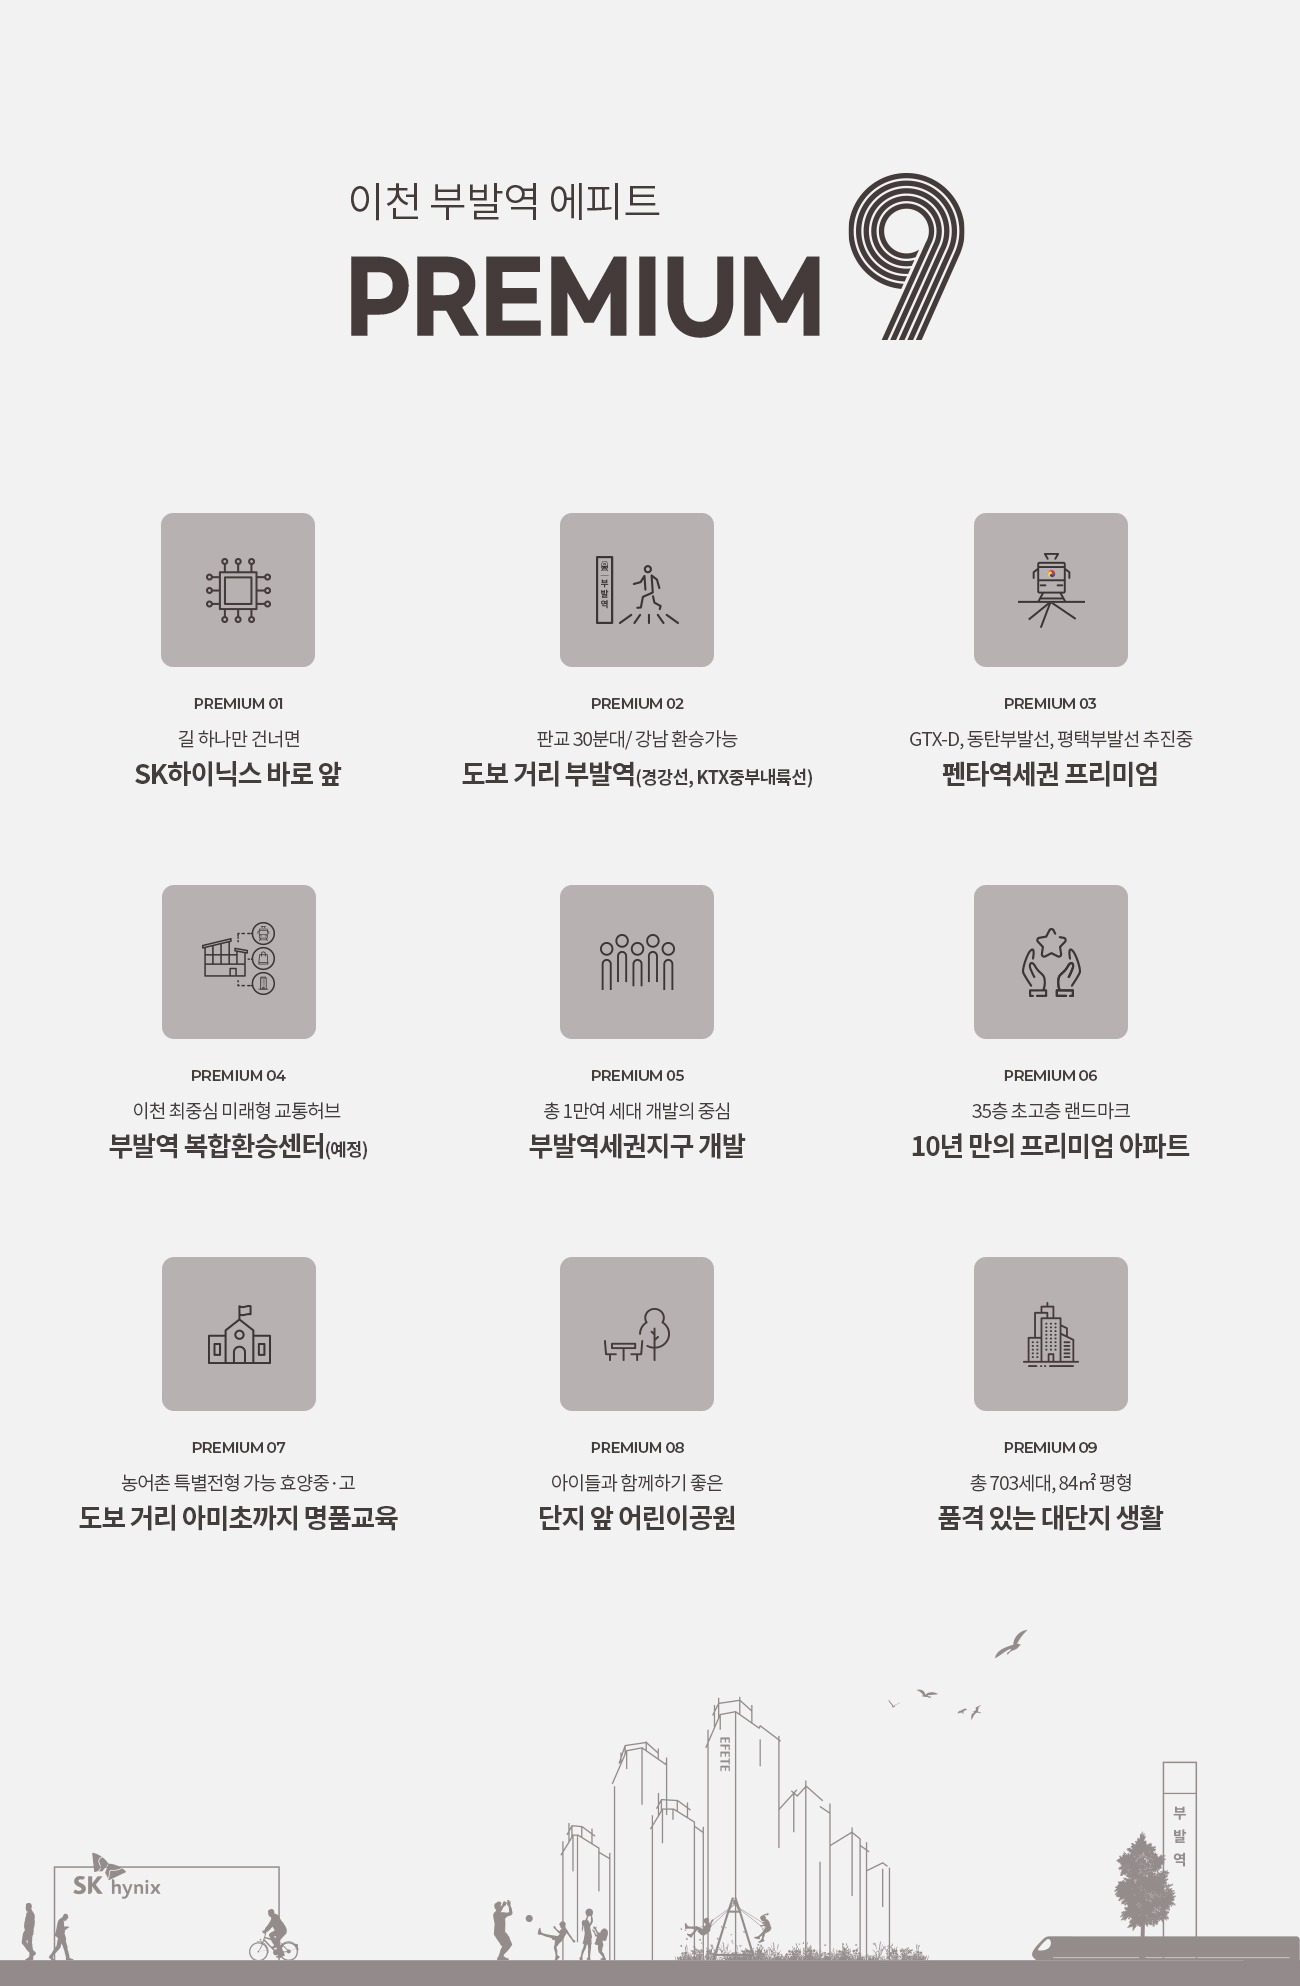 이천 부발역 에피트
PREMIUM 9
부발역
PREMIUM 01
길 하나만 건너면
SK하이닉스 바로 앞
PREMIUM 02
판교 30분대/ 강남 환승가능
도보 거리 부발역(경강선, KTX중부내륙선)
PREMIUM 03
GTX-D, 동탄부발선, 평택부발선 추진중
펜타역세권 프리미엄
PREMIUM 04
이천 최중심 미래형 교통허브
부발역 복합환승센터(예정)
PREMIUM 05
총 1만여 세대 개발의 중심
부발역세권지구 개발
PREMIUM 06
35층 초고층 랜드마크
10년 만의 프리미엄 아파트
PREMIUM 07
농어촌 특별전형 가능 효양중·고
도보 거리 아미초까지 명품교육
PREMIUM 08
아이들과 함께하기 좋은
단지 앞 어린이공원
PREMIUM 09
총 703세대, 84㎡ 평형
품격 있는 대단지 생활
EFETE
부발역
SK hynix